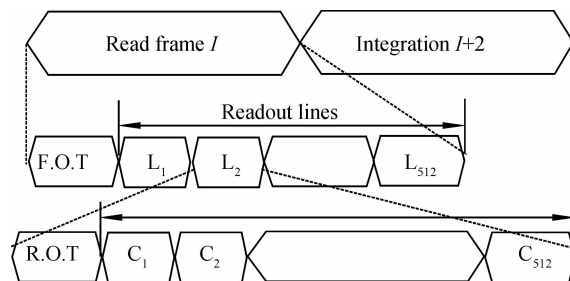 Read frame I Integration I+2
Readout lines
F.O.T L₁ L₂ L₅₁₂
R.O.T C₁ C₂ C₅₁₂